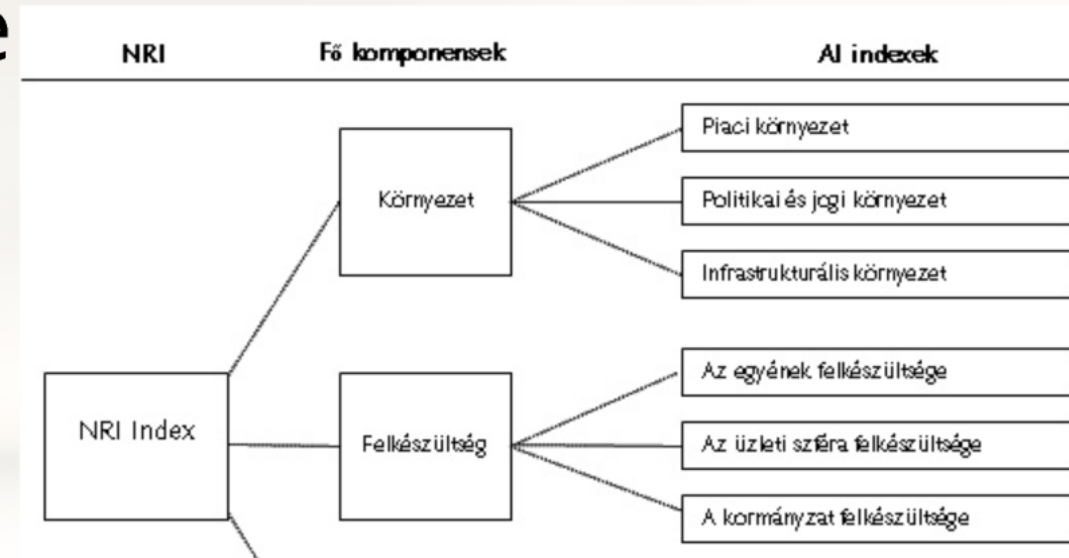 e
NRI Fő komponensek Al indexek
Piaci környezet
Környezet
Politikai és jogi környezet
Infrastrukturális környezet
Az egyének felkészültsége
NRI Index
Felkészültség
Az üzleti szféra felkészültsége
A kormányzat felkészültsége